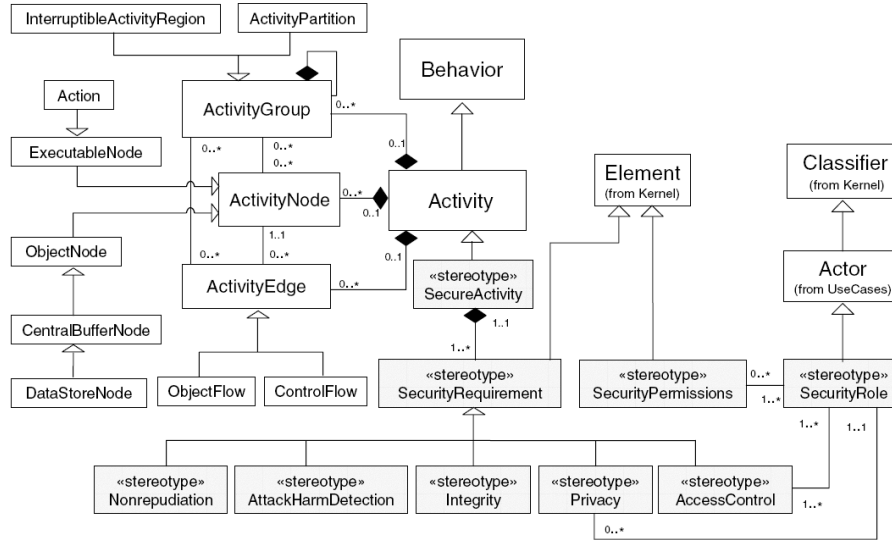 InterruptibleActivityRegion
ActivityPartition
Behavior
Action
ActivityGroup
0..*
0..*
0..*
0..*
0..1
ExecutableNode
Element
(from Kernel)
Classifier
(from Kernel)
ActivityNode
0..*
0..1
Activity
1..1
0..*
0..*
0..1
ObjectNode
ActivityEdge
0..*
«stereotype»
SecureActivity
Actor
(from UseCases)
CentralBufferNode
1..1
1..*
DataStoreNode
ObjectFlow
ControlFlow
«stereotype»
SecurityRequirement
«stereotype»
SecurityPermissions
0..*
1..*
«stereotype»
SecurityRole
1..*
1..1
«stereotype»
Nonrepudiation
«stereotype»
AttackHarmDetection
«stereotype»
Integrity
«stereotype»
Privacy
«stereotype»
AccessControl
1..*
0..*